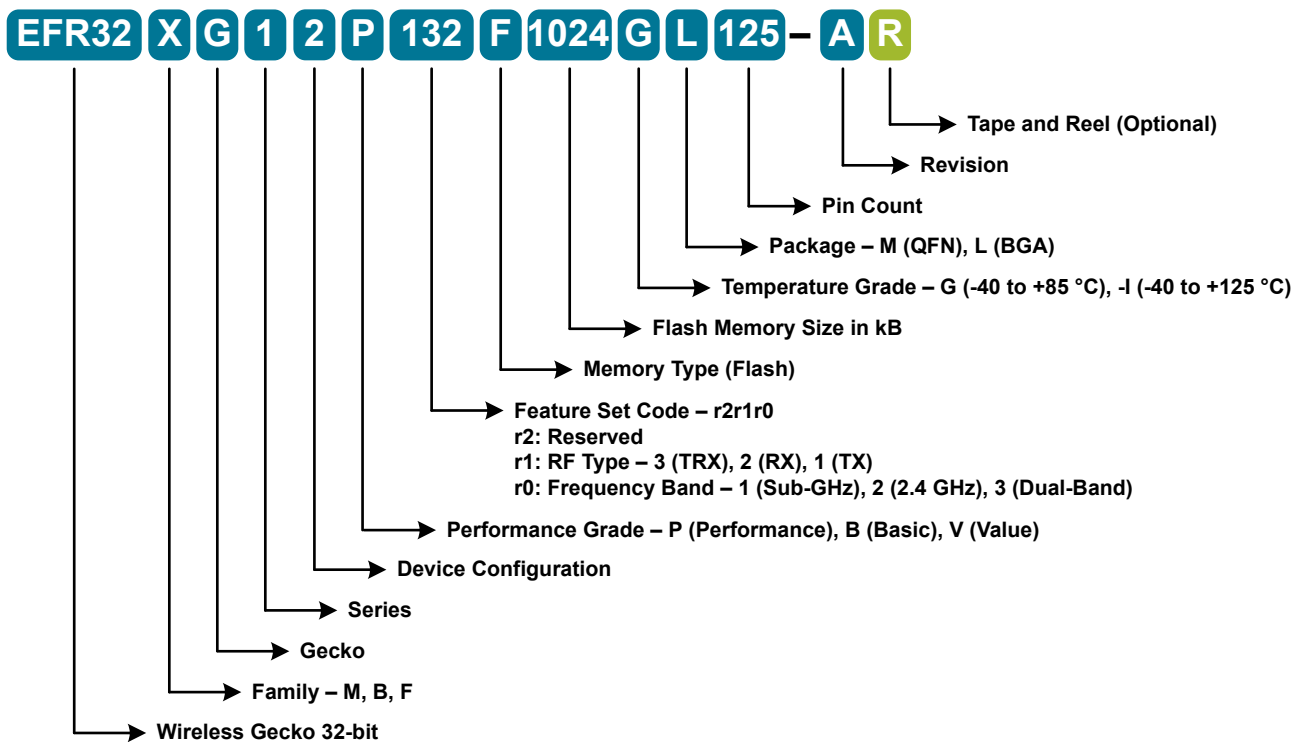 EFR32 X G 1 2 P 132 F 1024 G L 125 – A R
Tape and Reel (Optional)
Revision
Pin Count
Package – M (QFN), L (BGA)
Temperature Grade – G (-40 to +85 °C), -I (-40 to +125 °C)
Flash Memory Size in kB
Memory Type (Flash)
Feature Set Code – r2r1r0
r2: Reserved
r1: RF Type – 3 (TRX), 2 (RX), 1 (TX)
r0: Frequency Band – 1 (Sub-GHz), 2 (2.4 GHz), 3 (Dual-Band)
Performance Grade – P (Performance), B (Basic), V (Value)
Device Configuration
Series
Gecko
Family – M, B, F
Wireless Gecko 32-bit